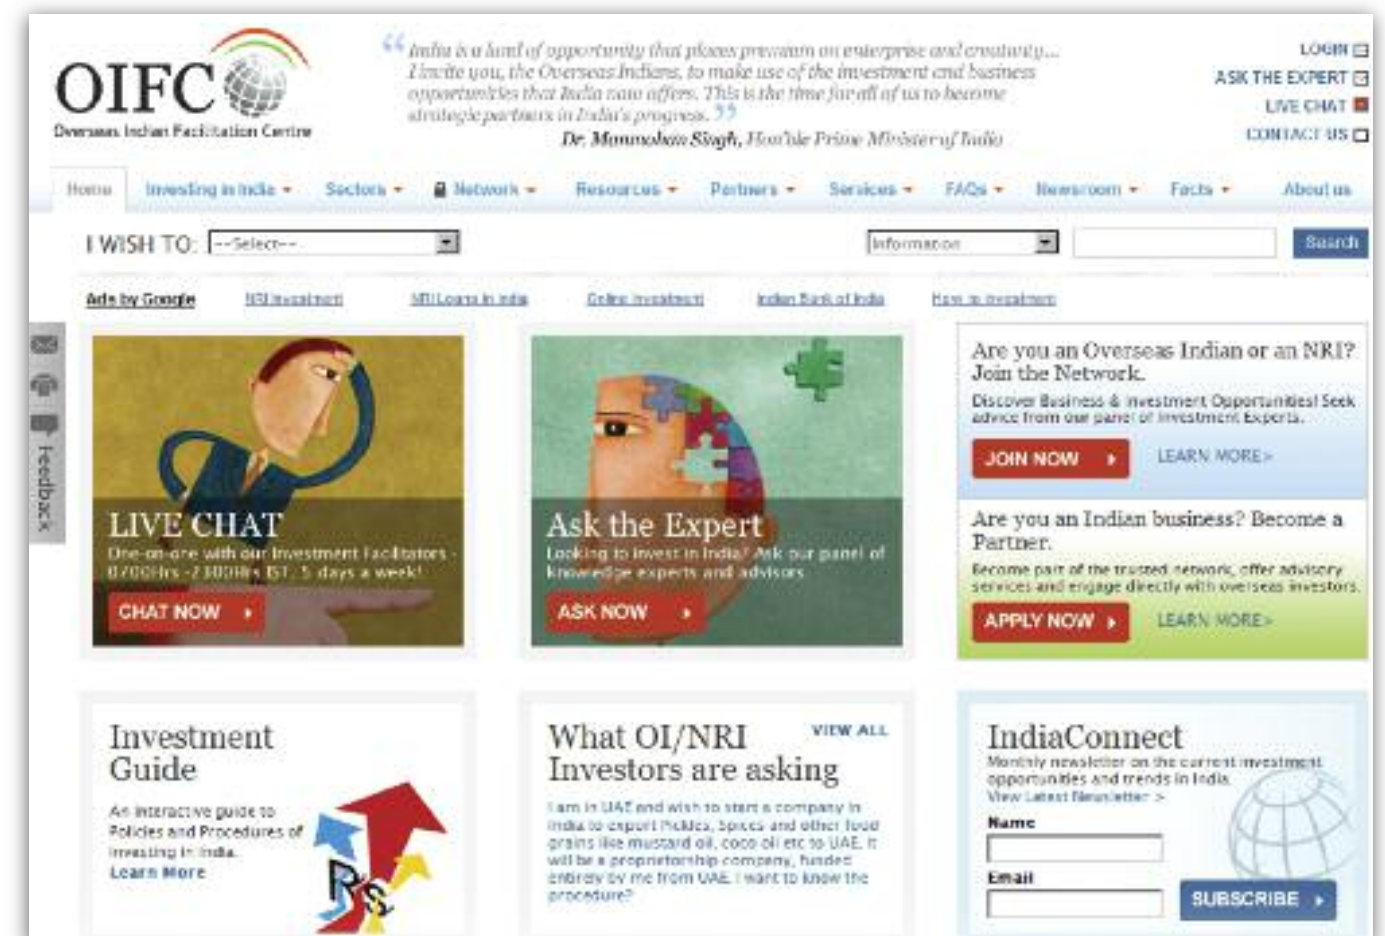 OIFC
Overseas Indian Facilitation Centre
“ India is a land of opportunity that places premium on enterprise and creativity...
I invite you, the Overseas Indians, to make use of the investment and business
opportunities that India now offers. This is the time for all of us to become
strategic partners in India's progress. ”
Dr. Manmohan Singh, Hon'ble Prime Minister of India
LOGIN
ASK THE EXPERT
LIVE CHAT
CONTACT US
Home Investing in India Sectors Network Resources Partners Services FAQs Newsroom Facts About us
I WISH TO: --Select-- Information Search
Ads by Google NRI Investment NRI Loans in India Online Investment Indian Bank of India How to Investment
Feedback
LIVE CHAT
One-on-one with our Investment Facilitators -
0700Hrs -2300Hrs IST, 5 days a week!
CHAT NOW
Ask the Expert
Looking to invest in India? Ask our panel of
knowledge experts and advisors
ASK NOW
Are you an Overseas Indian or an NRI?
Join the Network.
Discover Business & Investment Opportunities! Seek
advice from our panel of Investment Experts.
JOIN NOW LEARN MORE>
Are you an Indian business? Become a
Partner.
Become part of the trusted network, offer advisory
services and engage directly with overseas investors.
APPLY NOW LEARN MORE>
Investment
Guide
An interactive guide to
Policies and Procedures of
Investing in India.
Learn More
Rs
What OI/NRI VIEW ALL
Investors are asking
I am in UAE and wish to start a company in
India to export Pickles, Spices and other food
grains like mustard oil, coco oil etc to UAE. It
will be a proprietorship company, funded
entirely by me from UAE. I want to know the
procedure?
IndiaConnect
Monthly newsletter on the current investment
opportunities and trends in India.
View Latest Newsletter >
Name
Email
SUBSCRIBE